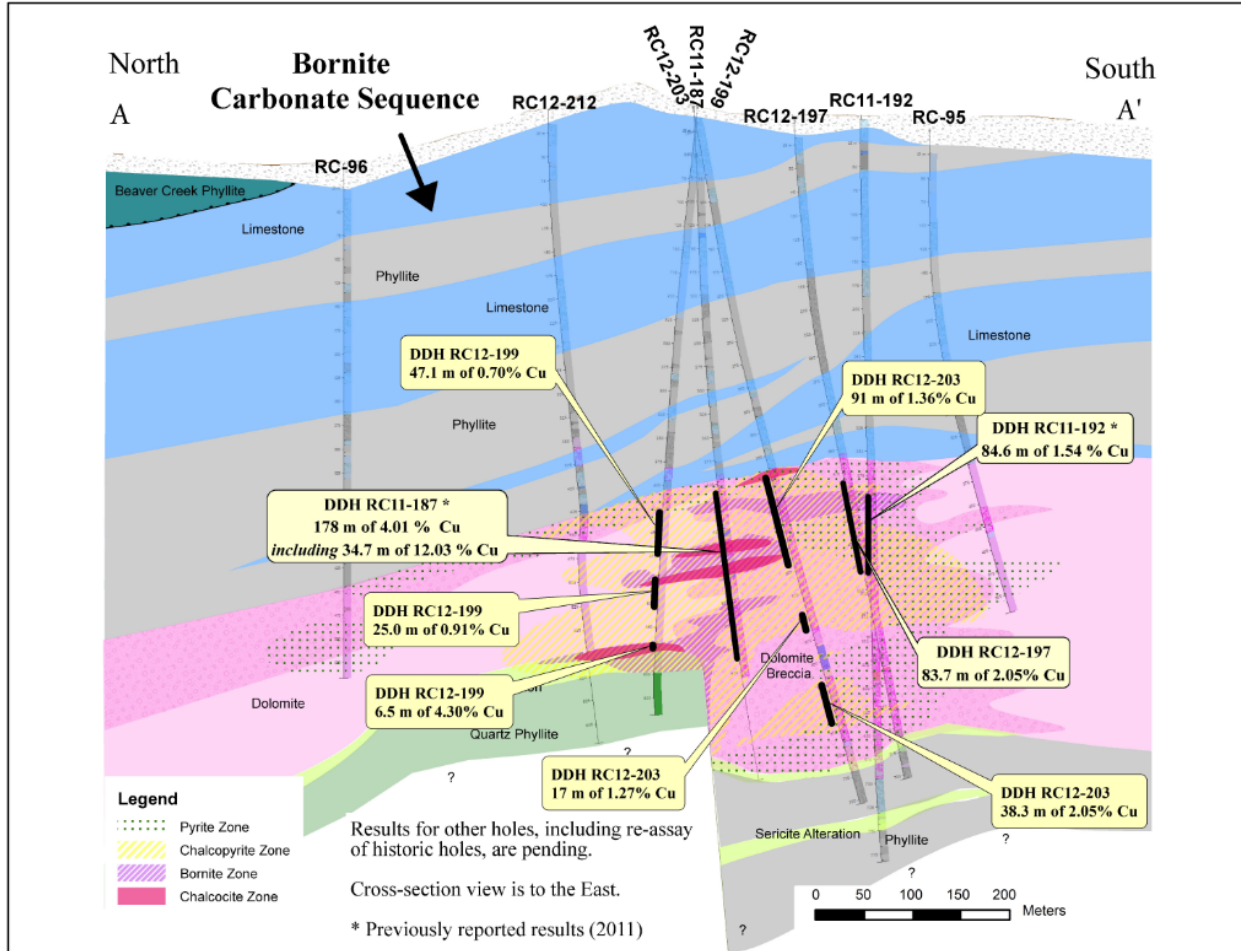 North
A
Bornite
Carbonate Sequence
South
A'
RC-96
RC12-212
RC12-203
RC11-187
RC12-199
RC12-197
RC11-192
RC-95
Beaver Creek Phyllite
Limestone
Phyllite
Limestone
Limestone
Phyllite
DDH RC12-199
47.1 m of 0.70% Cu
DDH RC12-203
91 m of 1.36% Cu
DDH RC11-192 *
84.6 m of 1.54 % Cu
DDH RC11-187 *
178 m of 4.01 % Cu
including 34.7 m of 12.03 % Cu
DDH RC12-199
25.0 m of 0.91% Cu
DDH RC12-197
83.7 m of 2.05% Cu
Dolomite
Breccia
DDH RC12-199
6.5 m of 4.30% Cu
Dolomite
Quartz Phyllite
?
?
DDH RC12-203
17 m of 1.27% Cu
DDH RC12-203
38.3 m of 2.05% Cu
Sericite Alteration
Phyllite
?
?
?
Legend
Pyrite Zone
Chalcopyrite Zone
Bornite Zone
Chalcocite Zone
Results for other holes, including re-assay
of historic holes, are pending.
Cross-section view is to the East.
* Previously reported results (2011)
0 50 100 150 200
Meters